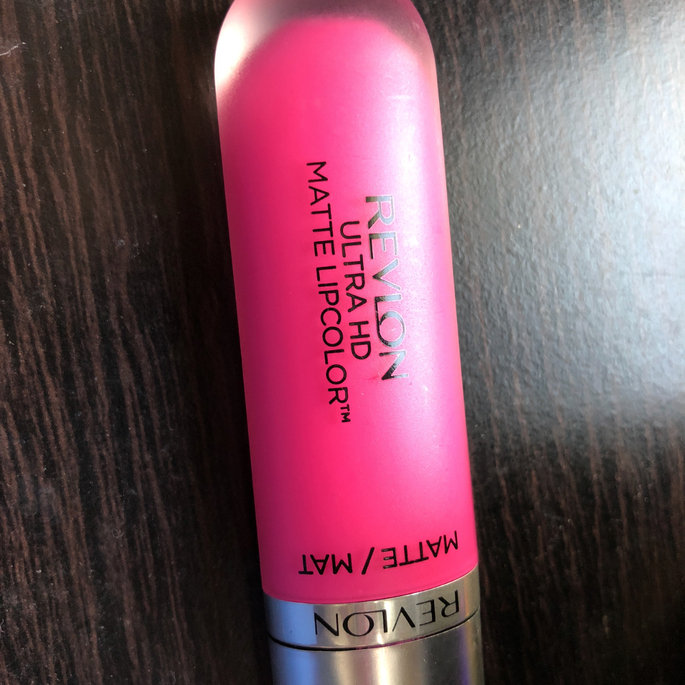 REVLON
ULTRA HD
MATTE LIPCOLOR™
MATTE / MAT
REVLON